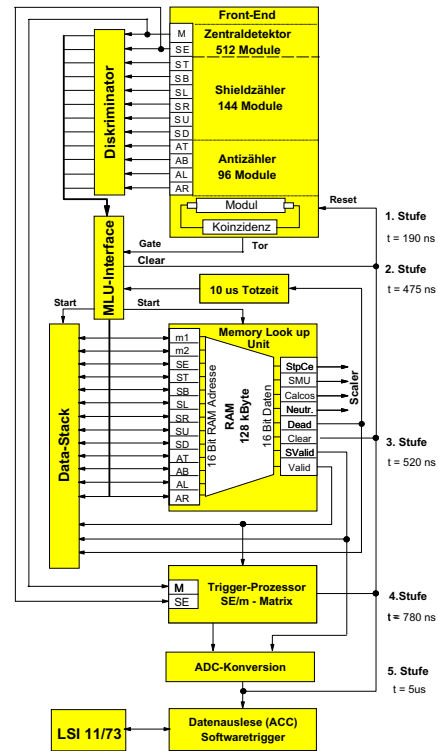 Front-End
M
SE
ST
SB
SL
SR
SU
SD
AT
AB
AL
AR
Zentraldetektor
512 Module
Shieldzähler
144 Module
Antizähler
96 Module
Diskriminator
Modul
Koinzidenz
Reset
1. Stufe
t = 190 ns
Gate
Tor
Clear
2. Stufe
t = 475 ns
MLU-Interface
10 us Totzeit
Start
Start
Memory Look up
Unit
Data-Stack
m1
m2
SE
ST
SB
SL
SR
SU
SD
AT
AB
AL
AR
16 Bit RAM Adresse
RAM
128 kByte
16 Bit Daten
StpCe
SMU
Calcos
Neutr.
Dead
Clear
SValid
Valid
Scaler
3. Stufe
t = 520 ns
M
SE
Trigger-Prozessor
SE/m - Matrix
4.Stufe
t = 780 ns
ADC-Konversion
5. Stufe
t = 5us
LSI 11/73
Datenauslese (ACC)
Softwaretrigger